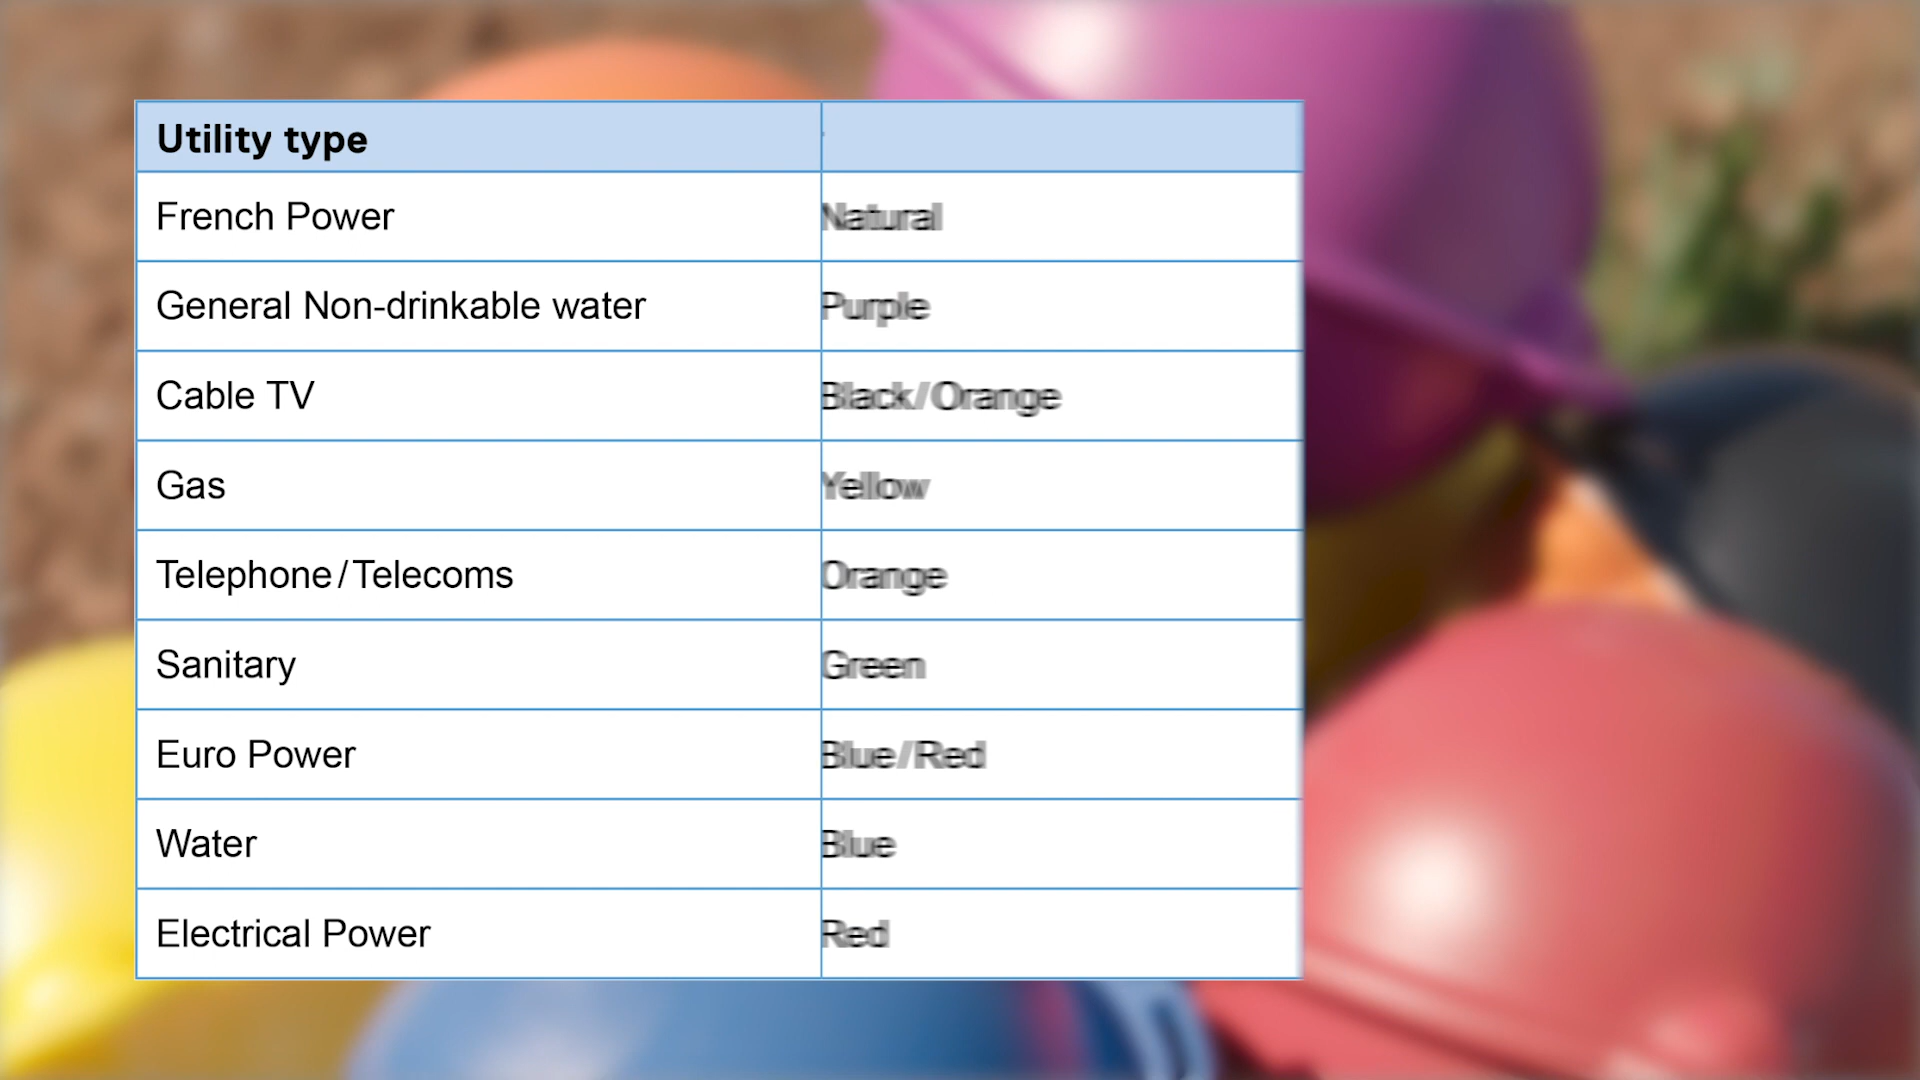 Utility type
French Power Natural
General Non-drinkable water Purple
Cable TV Black/Orange
Gas Yellow
Telephone/Telecoms Orange
Sanitary Green
Euro Power Blue/Red
Water Blue
Electrical Power Red